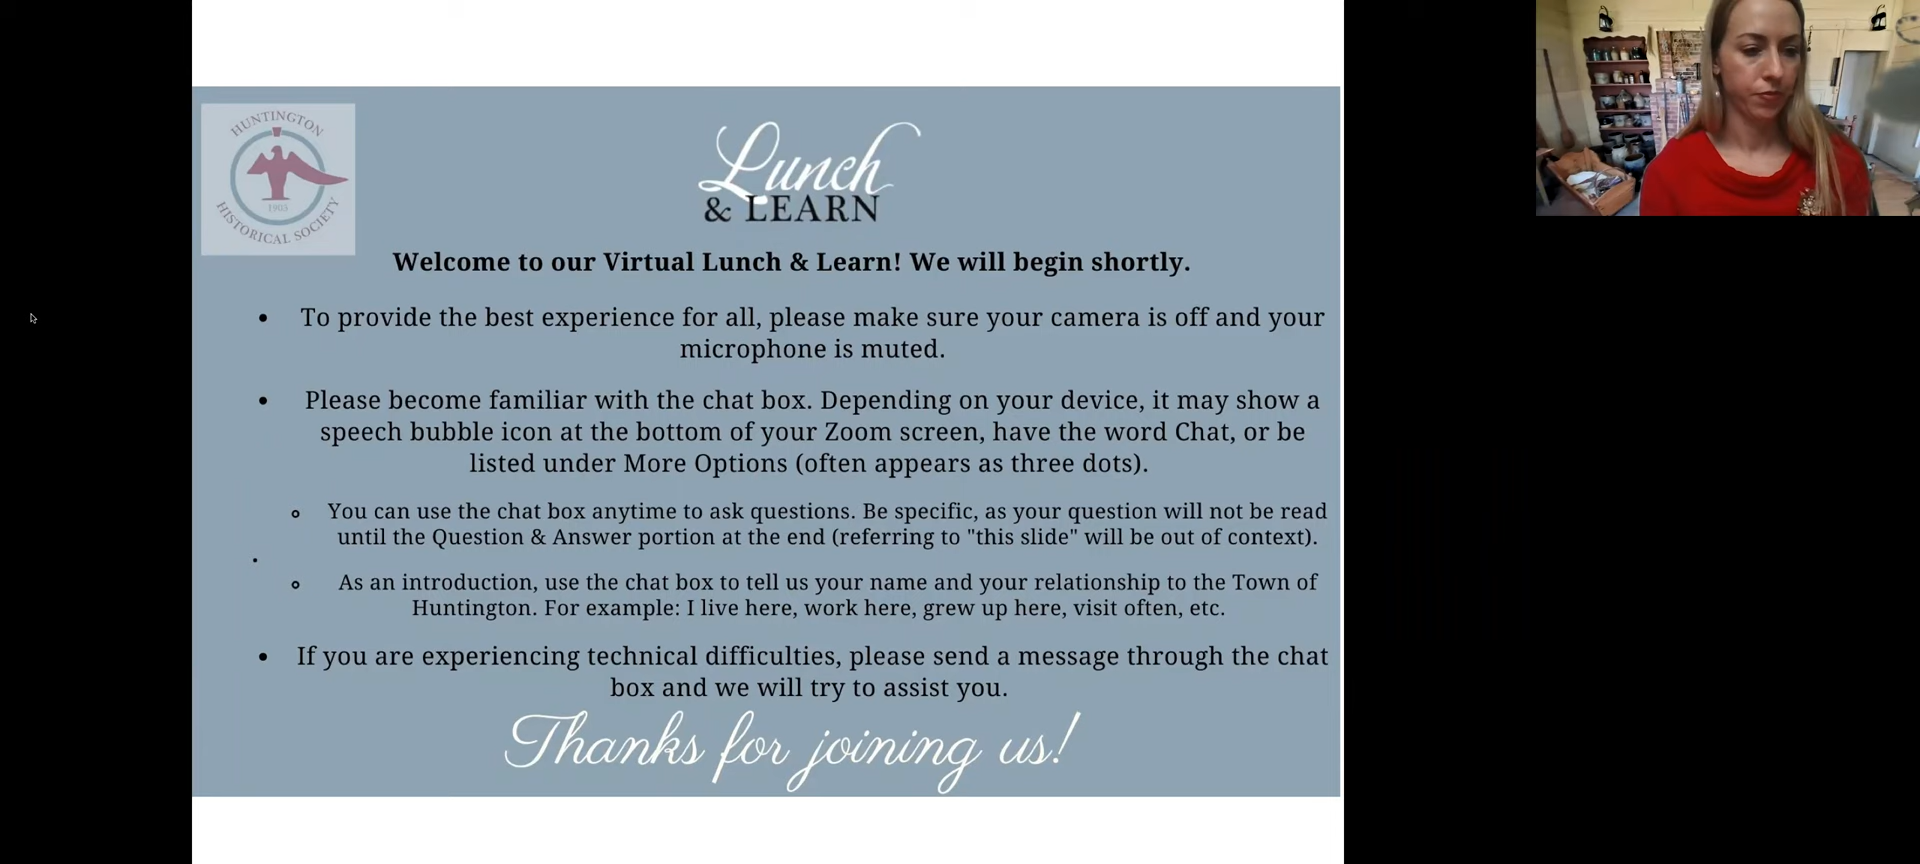 HUNTINGTON
1903
HISTORICAL SOCIETY
Lunch
& LEARN
Welcome to our Virtual Lunch & Learn! We will begin shortly.
• To provide the best experience for all, please make sure your camera is off and your
microphone is muted.
• Please become familiar with the chat box. Depending on your device, it may show a
speech bubble icon at the bottom of your Zoom screen, have the word Chat, or be
listed under More Options (often appears as three dots).
◦ You can use the chat box anytime to ask questions. Be specific, as your question will not be read
until the Question & Answer portion at the end (referring to "this slide" will be out of context).
◦ As an introduction, use the chat box to tell us your name and your relationship to the Town of
Huntington. For example: I live here, work here, grew up here, visit often, etc.
• If you are experiencing technical difficulties, please send a message through the chat
box and we will try to assist you.
Thanks for joining us!